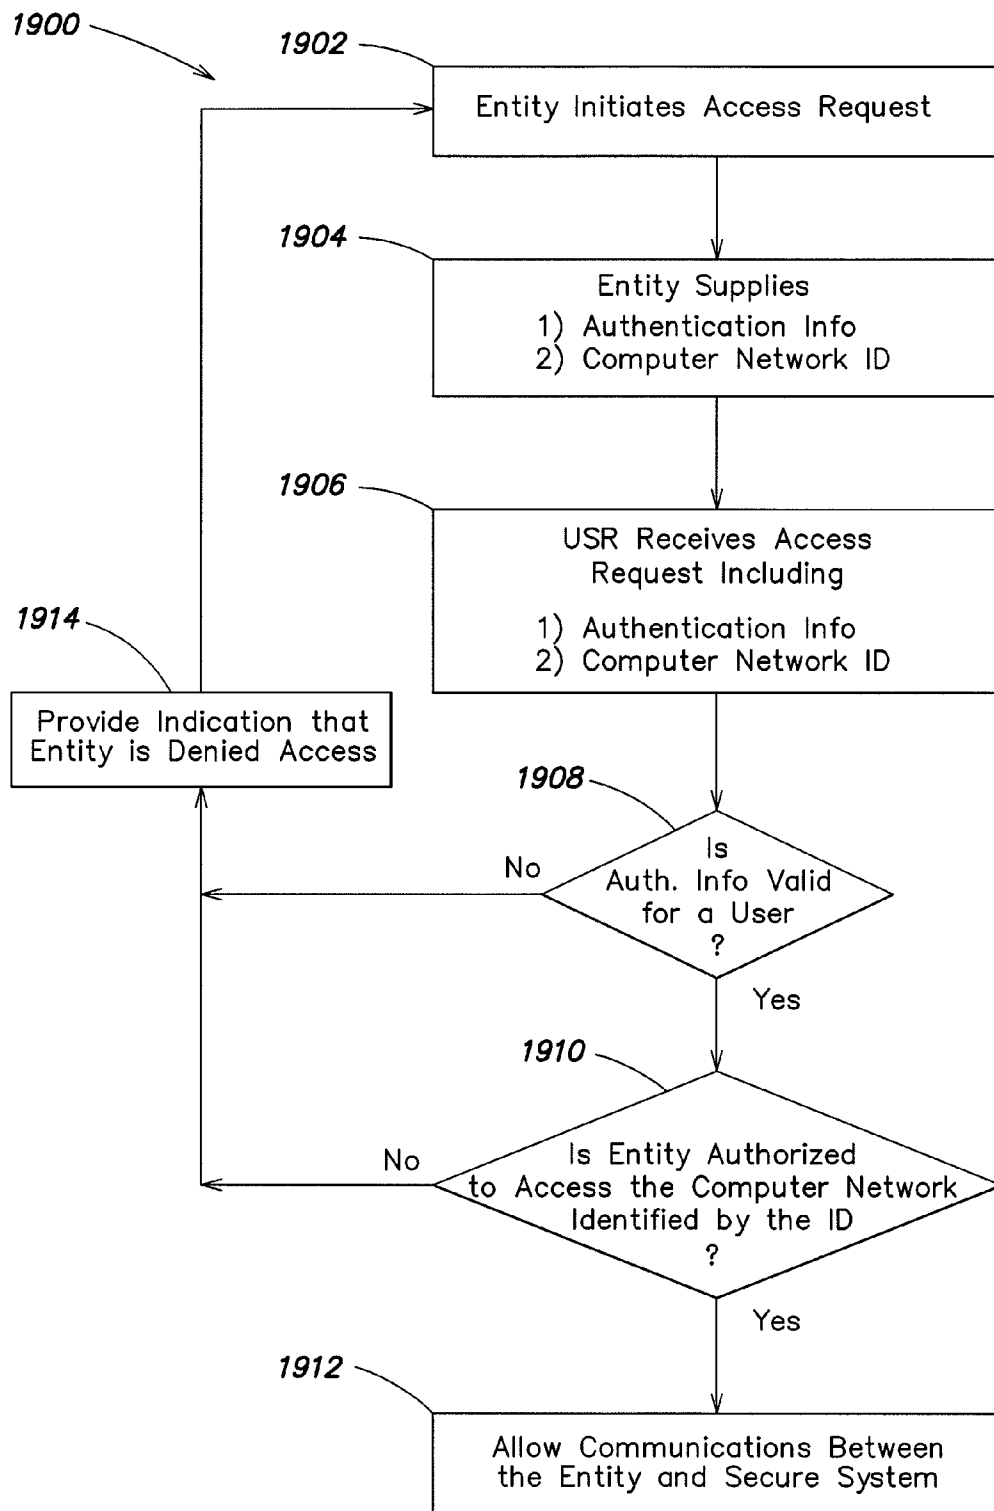 1900
1902
Entity Initiates Access Request
1904
Entity Supplies
1) Authentication Info
2) Computer Network ID
1906
USR Receives Access
Request Including
1) Authentication Info
2) Computer Network ID
1914
Provide Indication that
Entity is Denied Access
1908
Is
Auth. Info Valid
for a User
?
No
Yes
1910
Is Entity Authorized
to Access the Computer Network
Identified by the ID
?
No
Yes
1912
Allow Communications Between
the Entity and Secure System